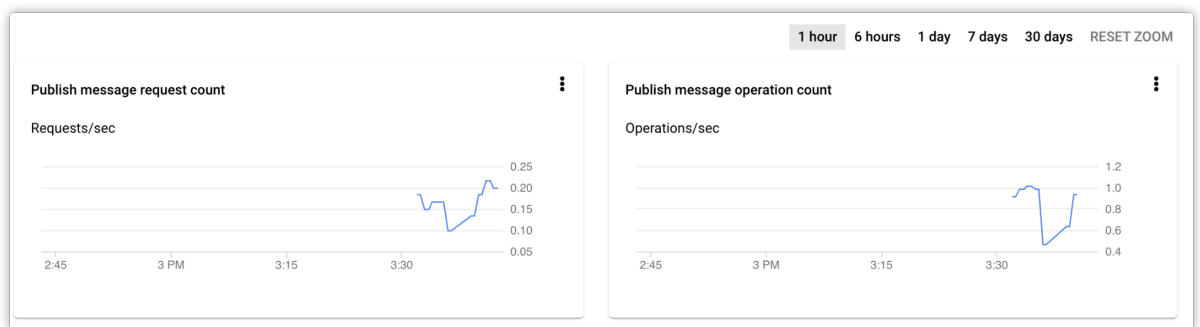 1 hour 6 hours 1 day 7 days 30 days RESET ZOOM
Publish message request count
Requests/sec
0.25
0.20
0.15
0.10
0.05
2:45 3 PM 3:15 3:30
Publish message operation count
Operations/sec
1.2
1.0
0.8
0.6
0.4
2:45 3 PM 3:15 3:30